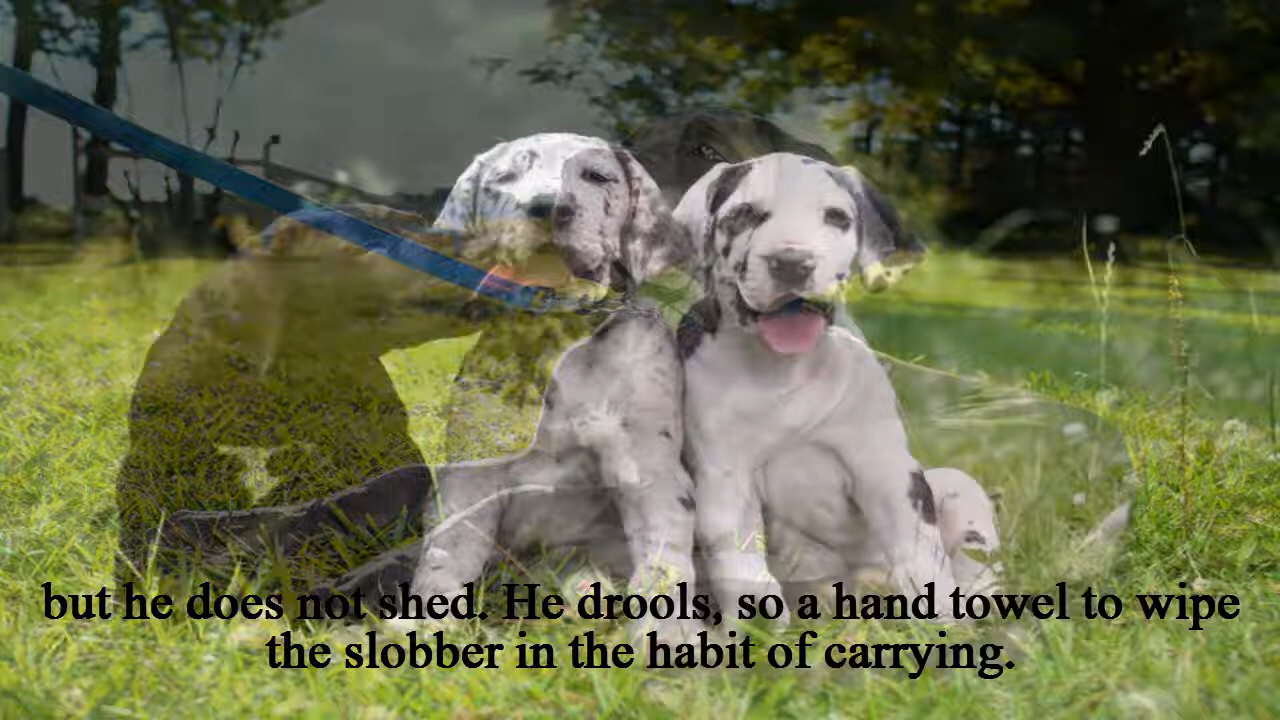 but he does not shed. He drools, so a hand towel to wipe
the slobber in the habit of carrying.